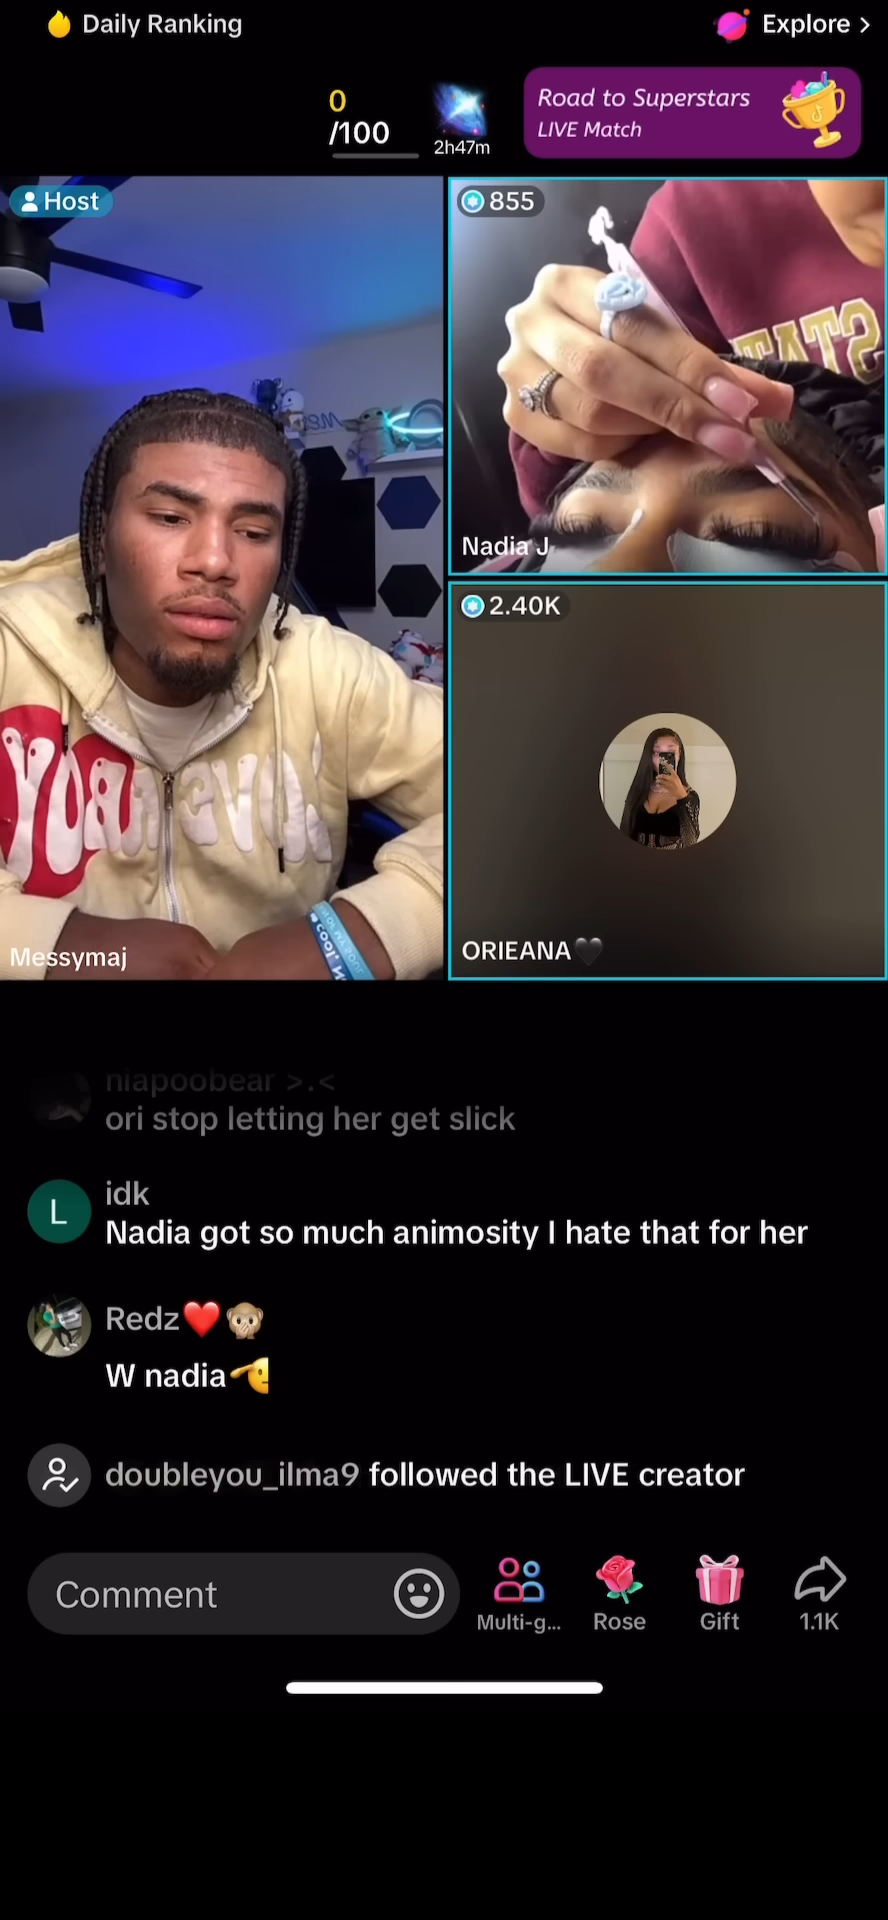 Daily Ranking
Explore >
0
/100
2h47m
Road to Superstars
LIVE Match
Host
855
STAT
Nadia J
2.40K
cool.
Messymaj
ORIEANA🖤
niapoobear >.<
ori stop letting her get slick
L
idk
Nadia got so much animosity I hate that for her
Redz❤️🙊
W nadia🫡
doubleyou_ilma9 followed the LIVE creator
Comment
Multi-g...
Rose
Gift
1.1K